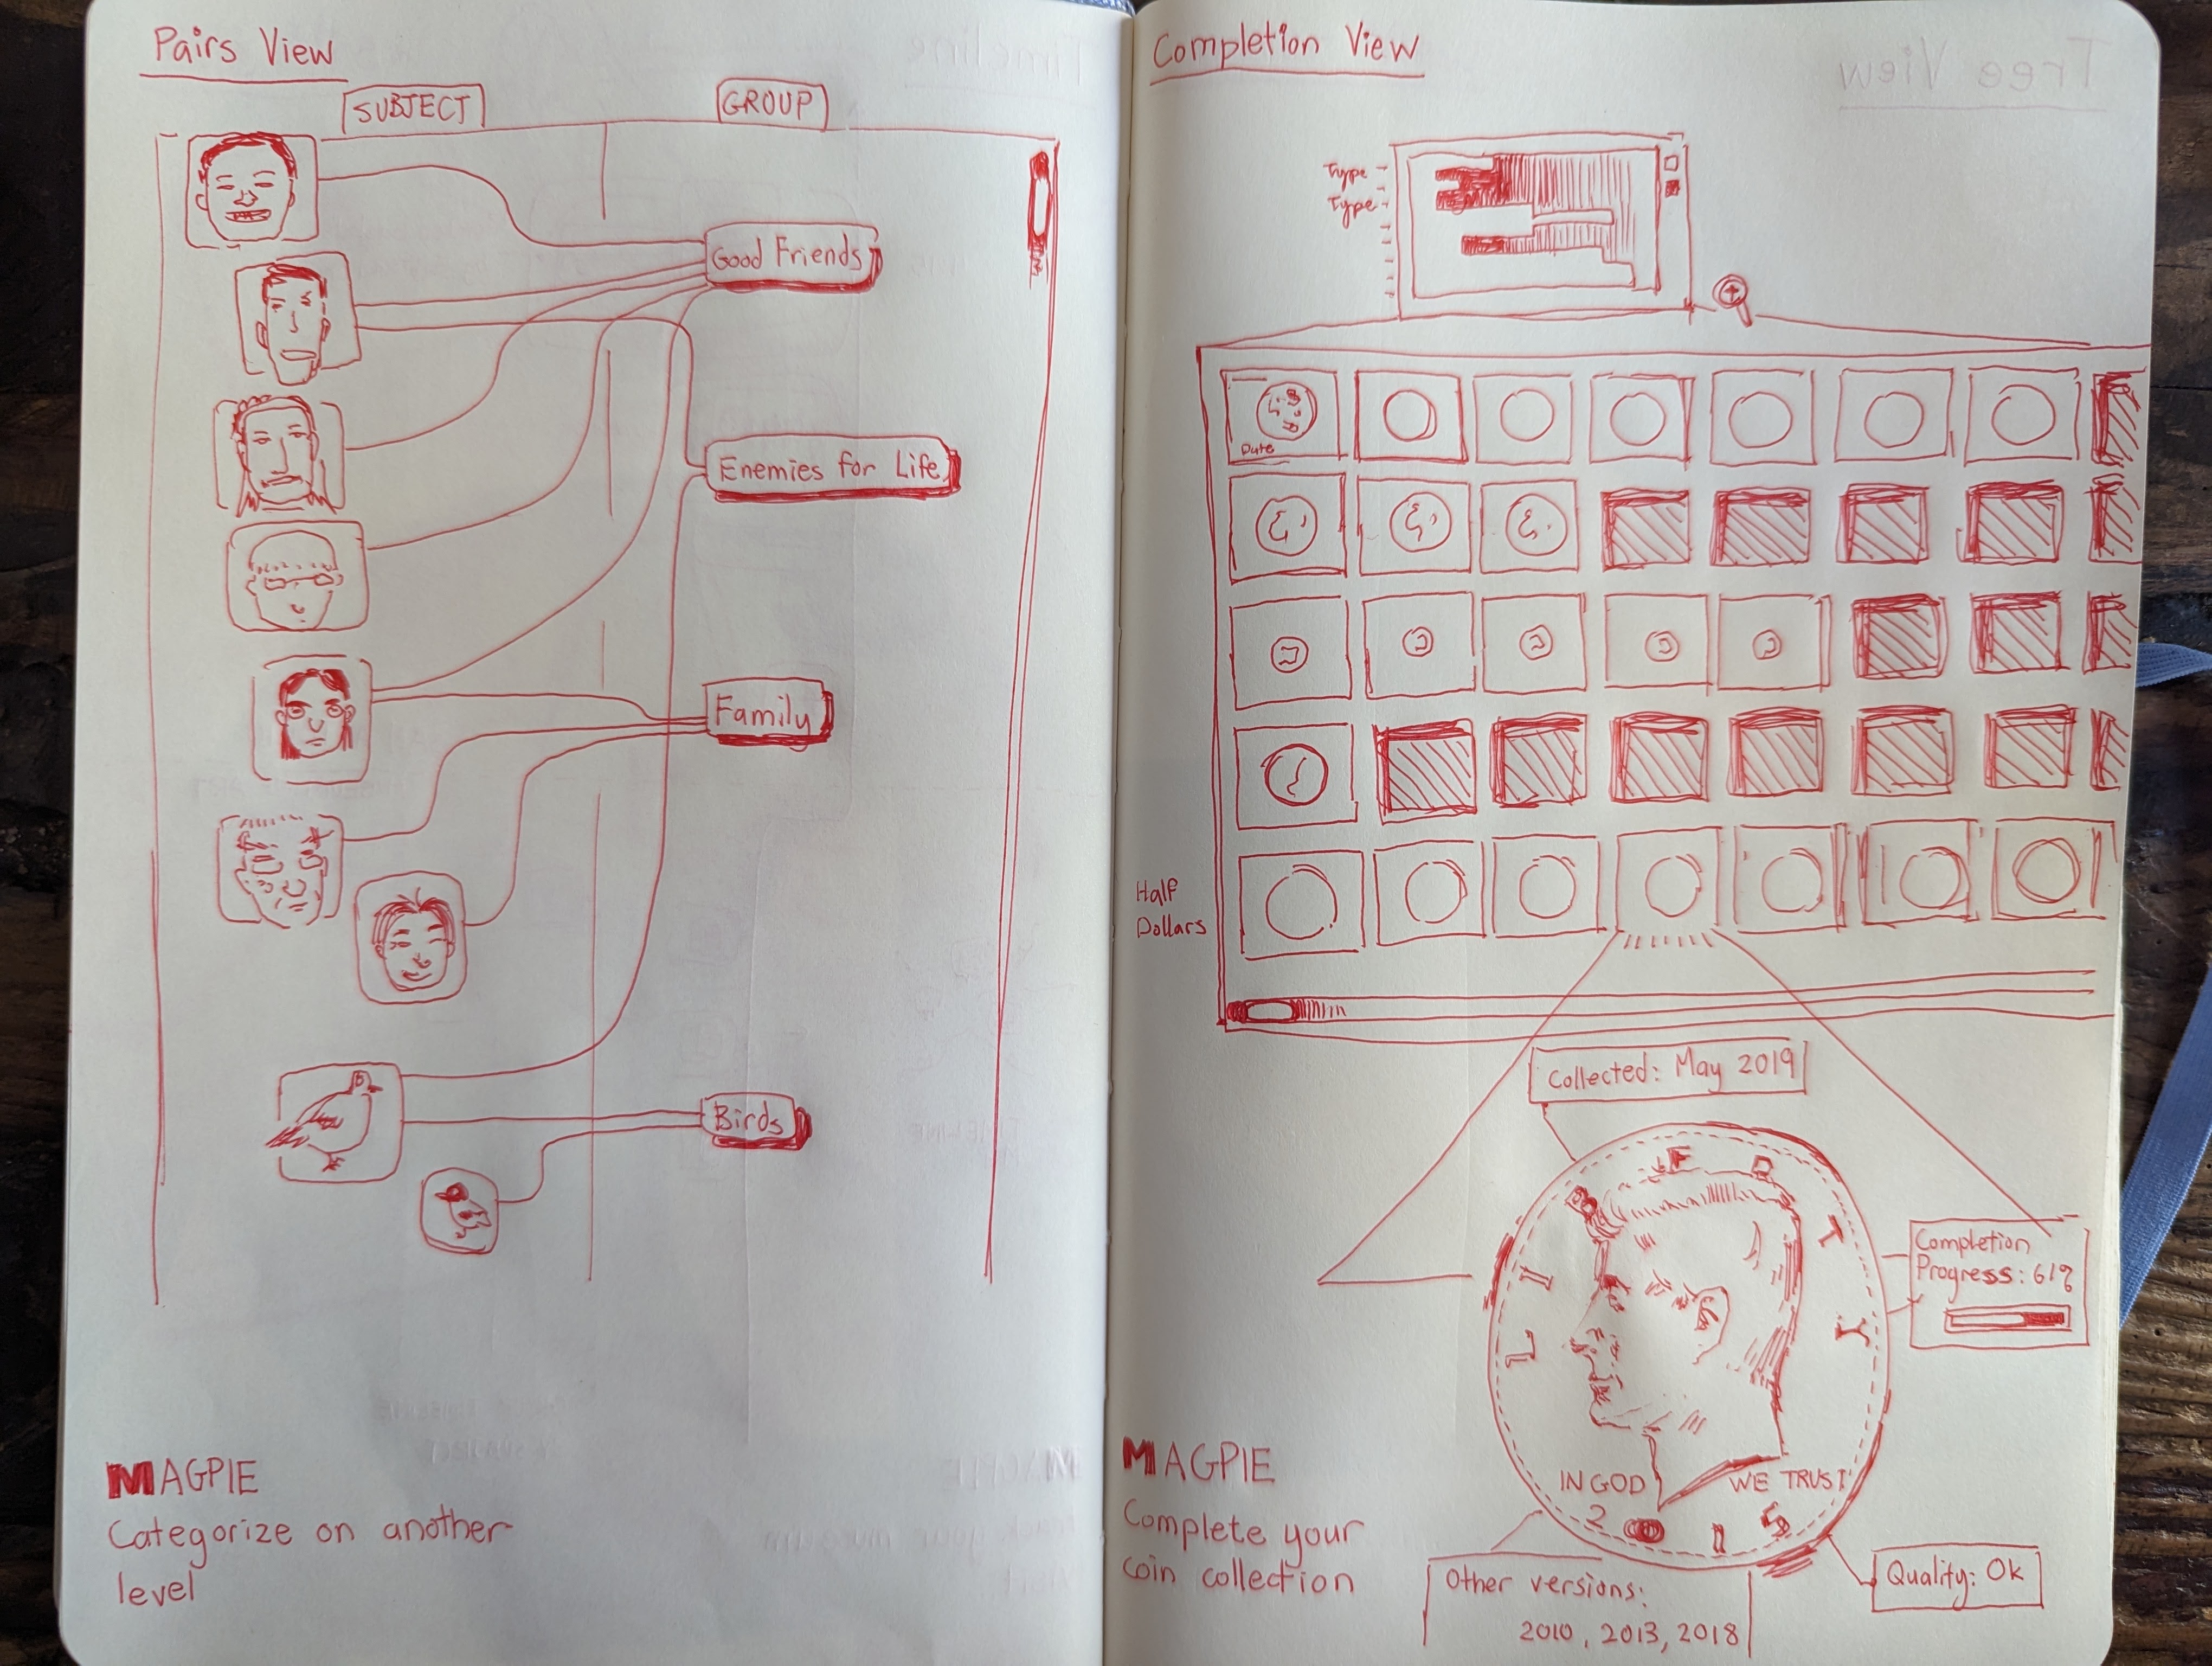 Pairs View
SUBJECT
GROUP
Good Friends
Enemies for Life
Family
Birds
MAGPIE
Categorize on another
level
Completion View
Tree View
Type
Type
Date
Half
Dollars
Collected: May 2019
LIBERTY
IN GOD WE TRUST
2015
Completion
Progress: 61%
Quality: Ok
Other versions:
2010, 2013, 2018
MAGPIE
Complete your
coin collection